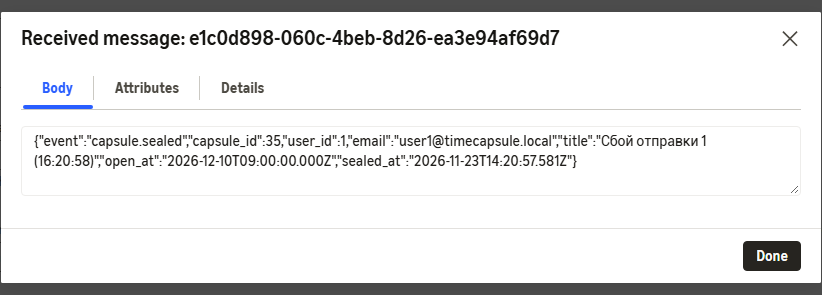 Received message: e1c0d898-060c-4beb-8d26-ea3e94af69d7
Body
Attributes
Details
{"event":"capsule.sealed","capsule_id":35,"user_id":1,"email":"user1@timecapsule.local","title":"Сбой отправки 1
(16:20:58)","open_at":"2026-12-10T09:00:00.000Z","sealed_at":"2026-11-23T14:20:57.581Z"}
Done